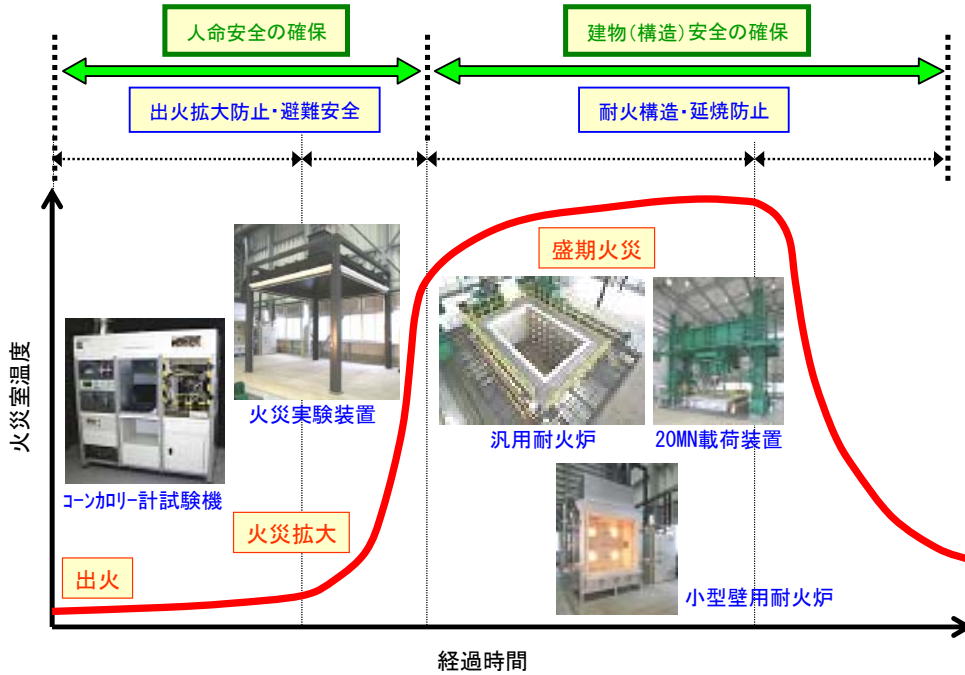 人命安全の確保
建物(構造)安全の確保
出火拡大防止・避難安全
耐火構造・延焼防止
盛期火災
火災室温度
火災実験装置
汎用耐火炉
20MN載荷装置
コーンカロリー計試験機
火災拡大
出火
小型壁用耐火炉
経過時間